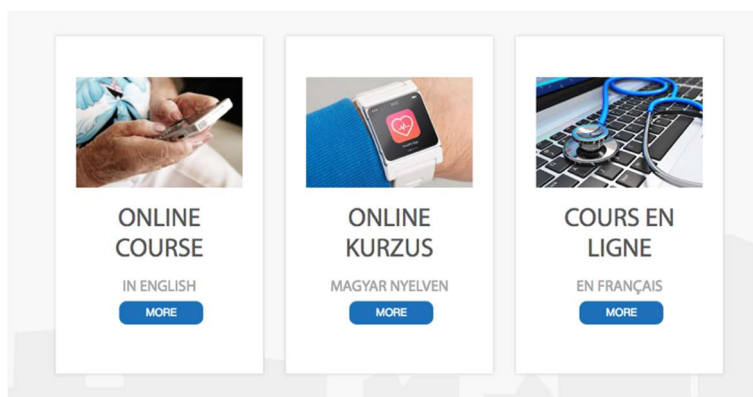 ONLINE
COURSE
IN ENGLISH
MORE
ONLINE
KURZUS
MAGYAR NYELVEN
MORE
COURS EN
LIGNE
EN FRANÇAIS
MORE